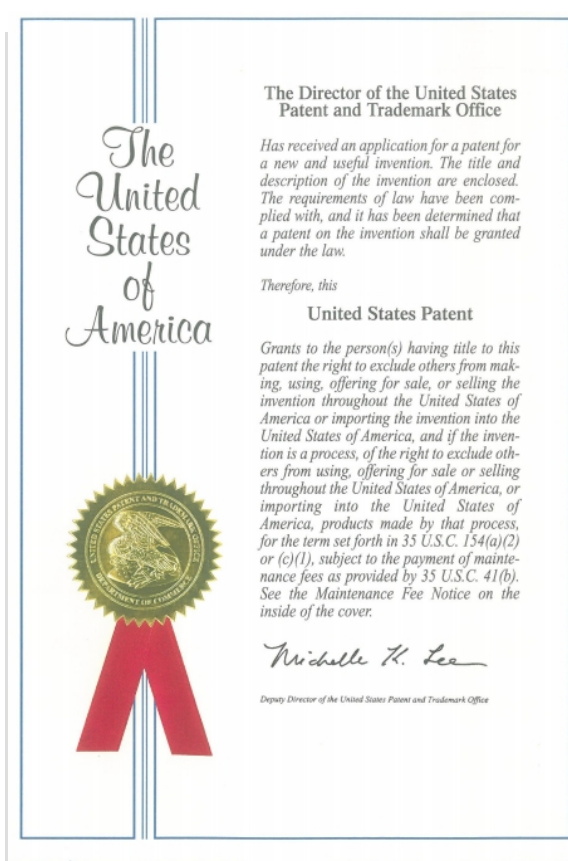 The
United
States
of
America
The Director of the United States
Patent and Trademark Office
Has received an application for a patent for
a new and useful invention. The title and
description of the invention are enclosed.
The requirements of law have been com-
plied with, and it has been determined that
a patent on the invention shall be granted
under the law.
Therefore, this
United States Patent
Grants to the person(s) having title to this
patent the right to exclude others from mak-
ing, using, offering for sale, or selling the
invention throughout the United States of
America or importing the invention into the
United States of America, and if the inven-
tion is a process, of the right to exclude oth-
ers from using, offering for sale or selling
throughout the United States of America, or
importing into the United States of
America, products made by that process,
for the term set forth in 35 U.S.C. 154(a)(2)
or (c)(1), subject to the payment of mainte-
nance fees as provided by 35 U.S.C. 41(b).
See the Maintenance Fee Notice on the
inside of the cover.
Michelle K. Lee
Deputy Director of the United States Patent and Trademark Office
UNITED STATES PATENT AND TRADEMARK OFFICE
DEPARTMENT OF COMMERCE